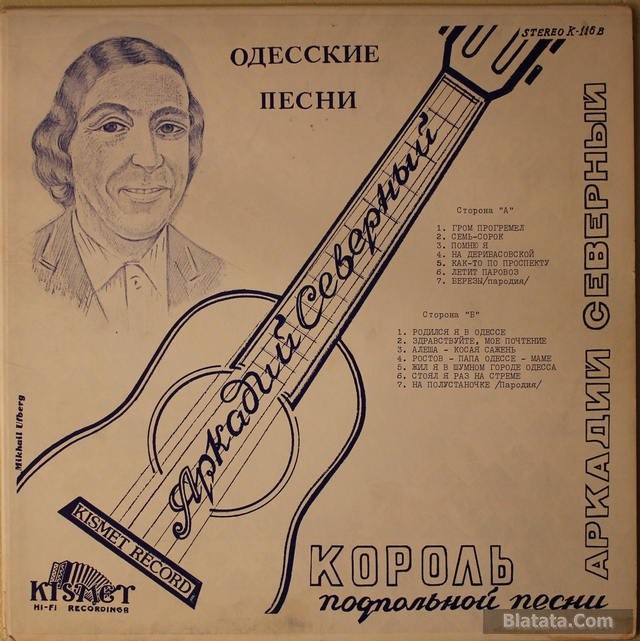 STEREO K-116B
ОДЕССКИЕ
ПЕСНИ
Аркадий Северный
Сторона "А"
1. ГРОМ ПРОГРЕМЕЛ
2. СЕМЬ-СОРОК
3. ПОМНЮ Я
4. НА ДЕРИБАСОВСКОЙ
5. КАК-ТО ПО ПРОСПЕКТУ
6. ЛЕТИТ ПАРОВОЗ
7. БЕРЕЗЫ/пародия/
Сторона "В"
1. РОДИЛСЯ Я В ОДЕССЕ
2. ЗДРАВСТВУЙТЕ, МОЕ ПОЧТЕНИЕ
3. АЛЕША - КОСАЯ САЖЕНЬ
4. РОСТОВ - ПАПА ОДЕССЕ - МАМЕ
5. ЖИЛ Я В ШУМНОМ ГОРОДЕ ОДЕССА
6. СТОЯЛ Я РАЗ НА СТРЕМЕ
7. НА ПОЛУСТАНОЧКЕ /Пародия/
АРКАДИЙ СЕВЕРНЫЙ
Mikhail Ufberg
KISMET RECORD
KISMET
HI-FI RECORDINGS
КОРОЛЬ
подпольной песни
Blatata.Com